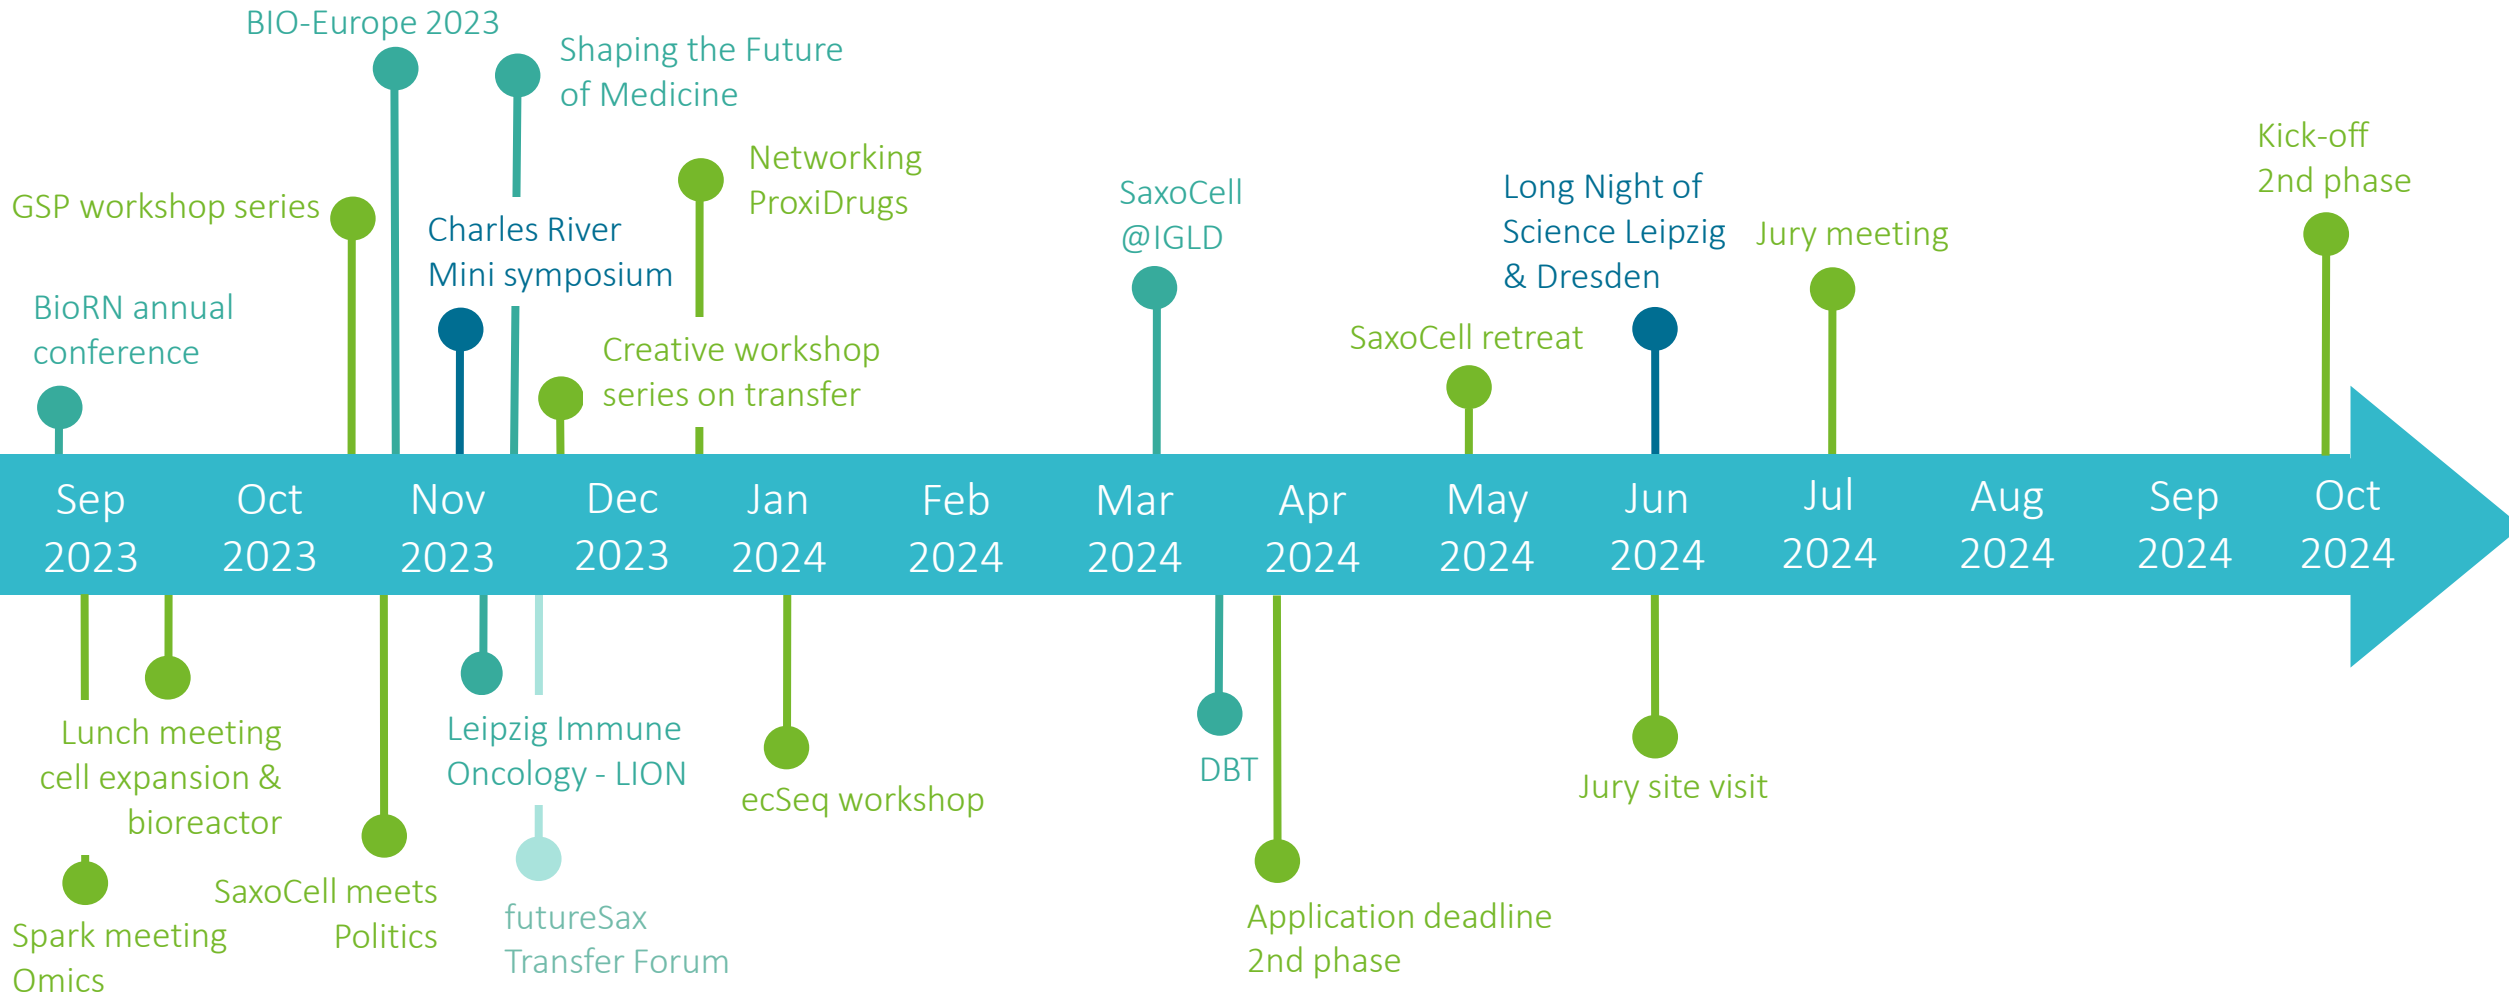 BIO-Europe 2023
Shaping the Future
of Medicine
Networking
ProxiDrugs
GSP workshop series
Charles River
Mini symposium
BioRN annual
conference
Creative workshop
series on transfer
SaxoCell
@IGLD
SaxoCell retreat
Long Night of
Science Leipzig
& Dresden
Jury meeting
Kick-off
2nd phase
Sep
2023
Oct
2023
Nov
2023
Dec
2023
Jan
2024
Feb
2024
Mar
2024
Apr
2024
May
2024
Jun
2024
Jul
2024
Aug
2024
Sep
2024
Oct
2024
Lunch meeting
cell expansion &
bioreactor
Spark meeting
Omics
SaxoCell meets
Politics
Leipzig Immune
Oncology - LION
futureSax
Transfer Forum
ecSeq workshop
DBT
Application deadline
2nd phase
Jury site visit